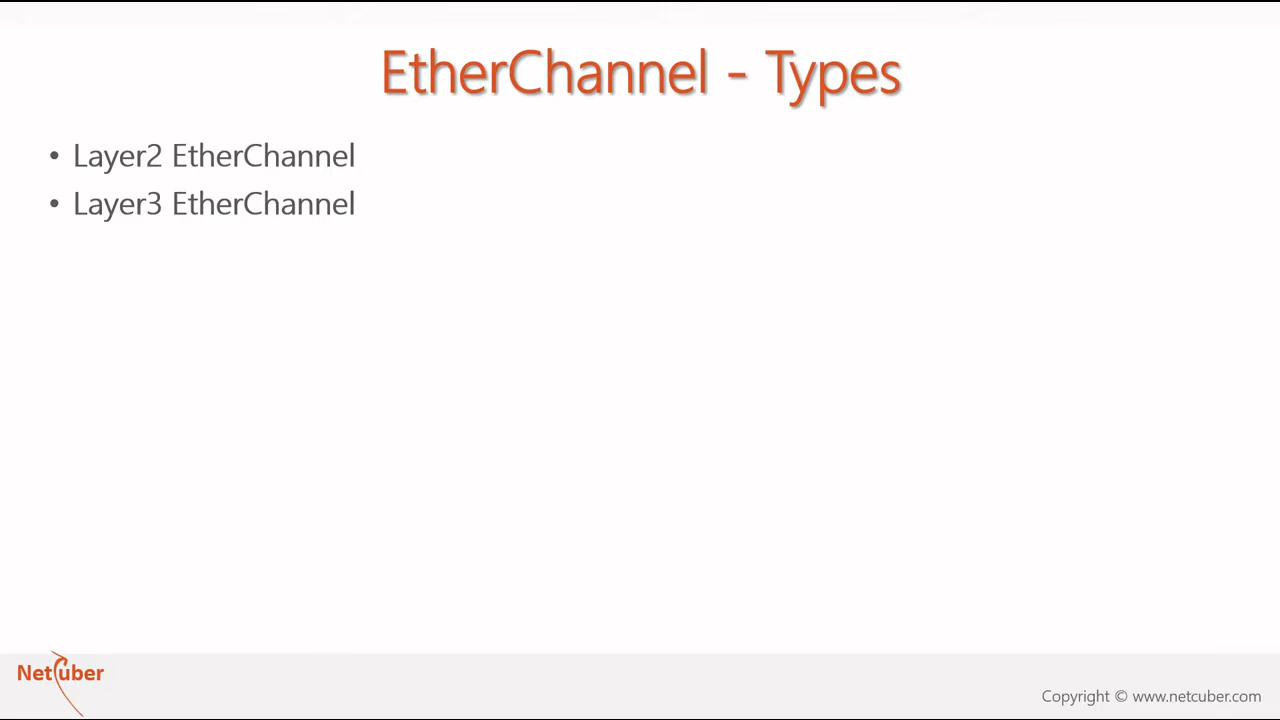 EtherChannel - Types
• Layer2 EtherChannel
• Layer3 EtherChannel
NetCuber
Copyright © www.netcuber.com